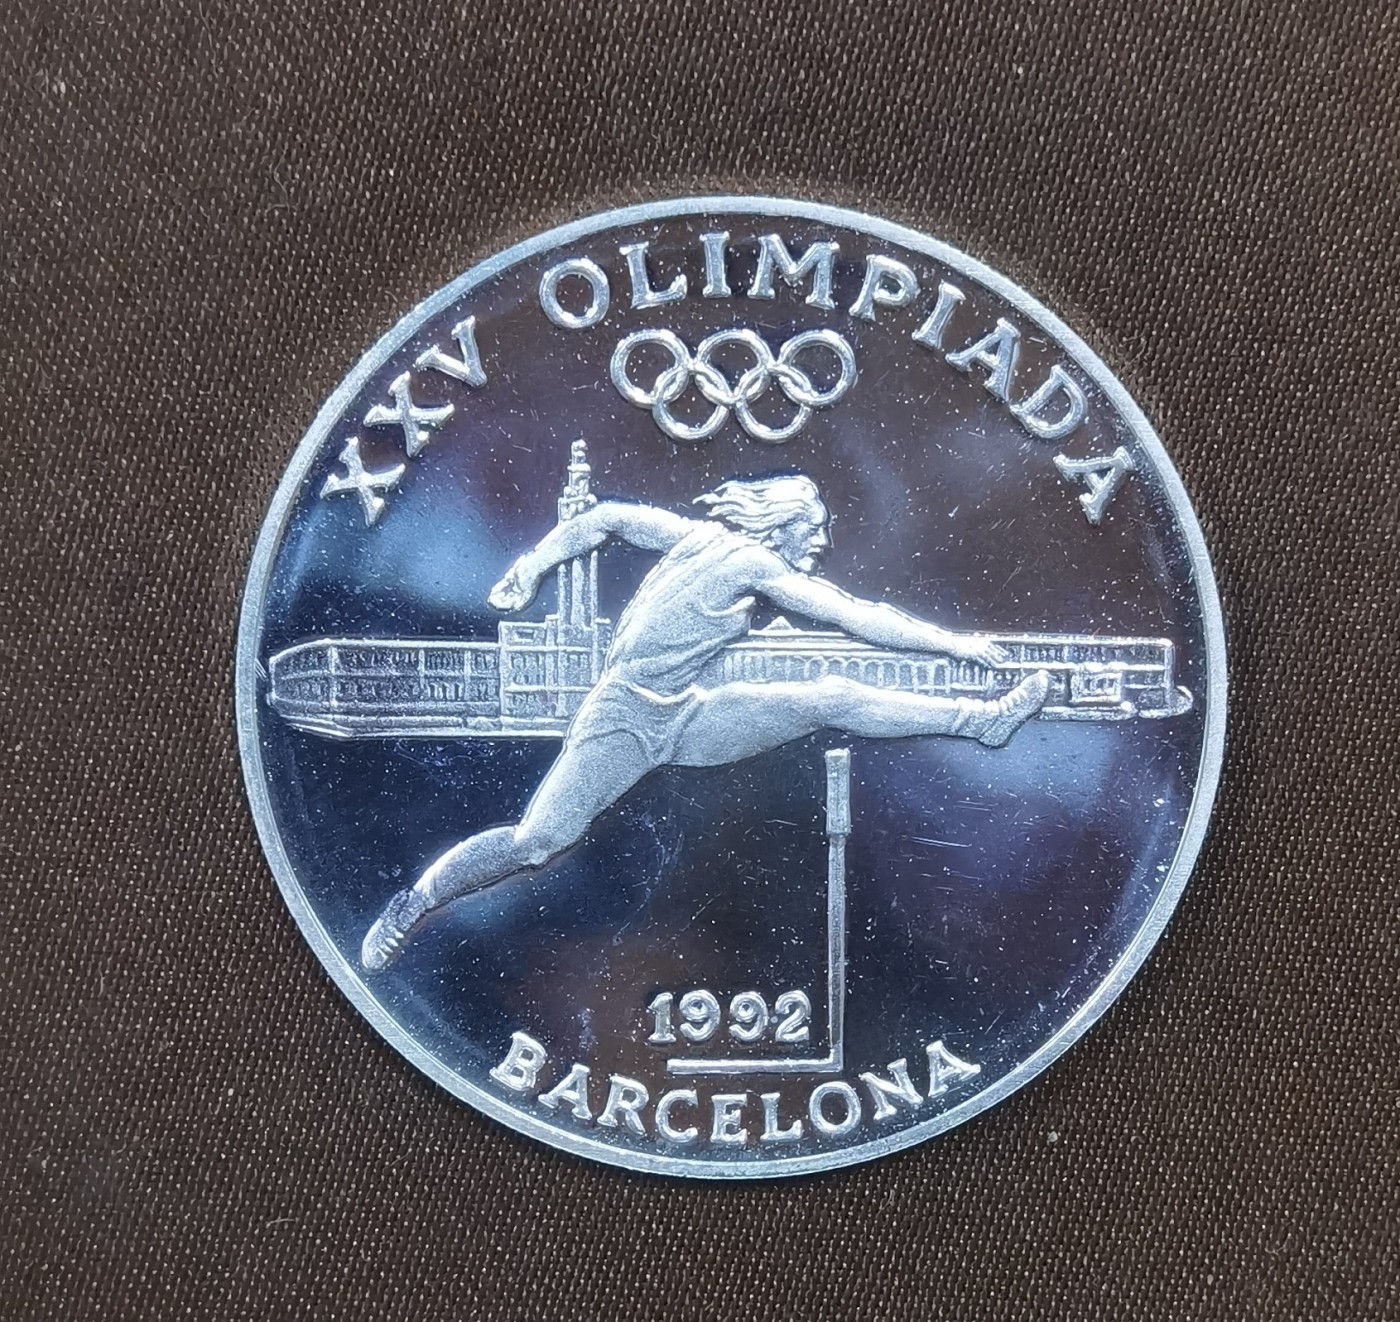 XXV OLIMPIADA
1992
BARCELONA